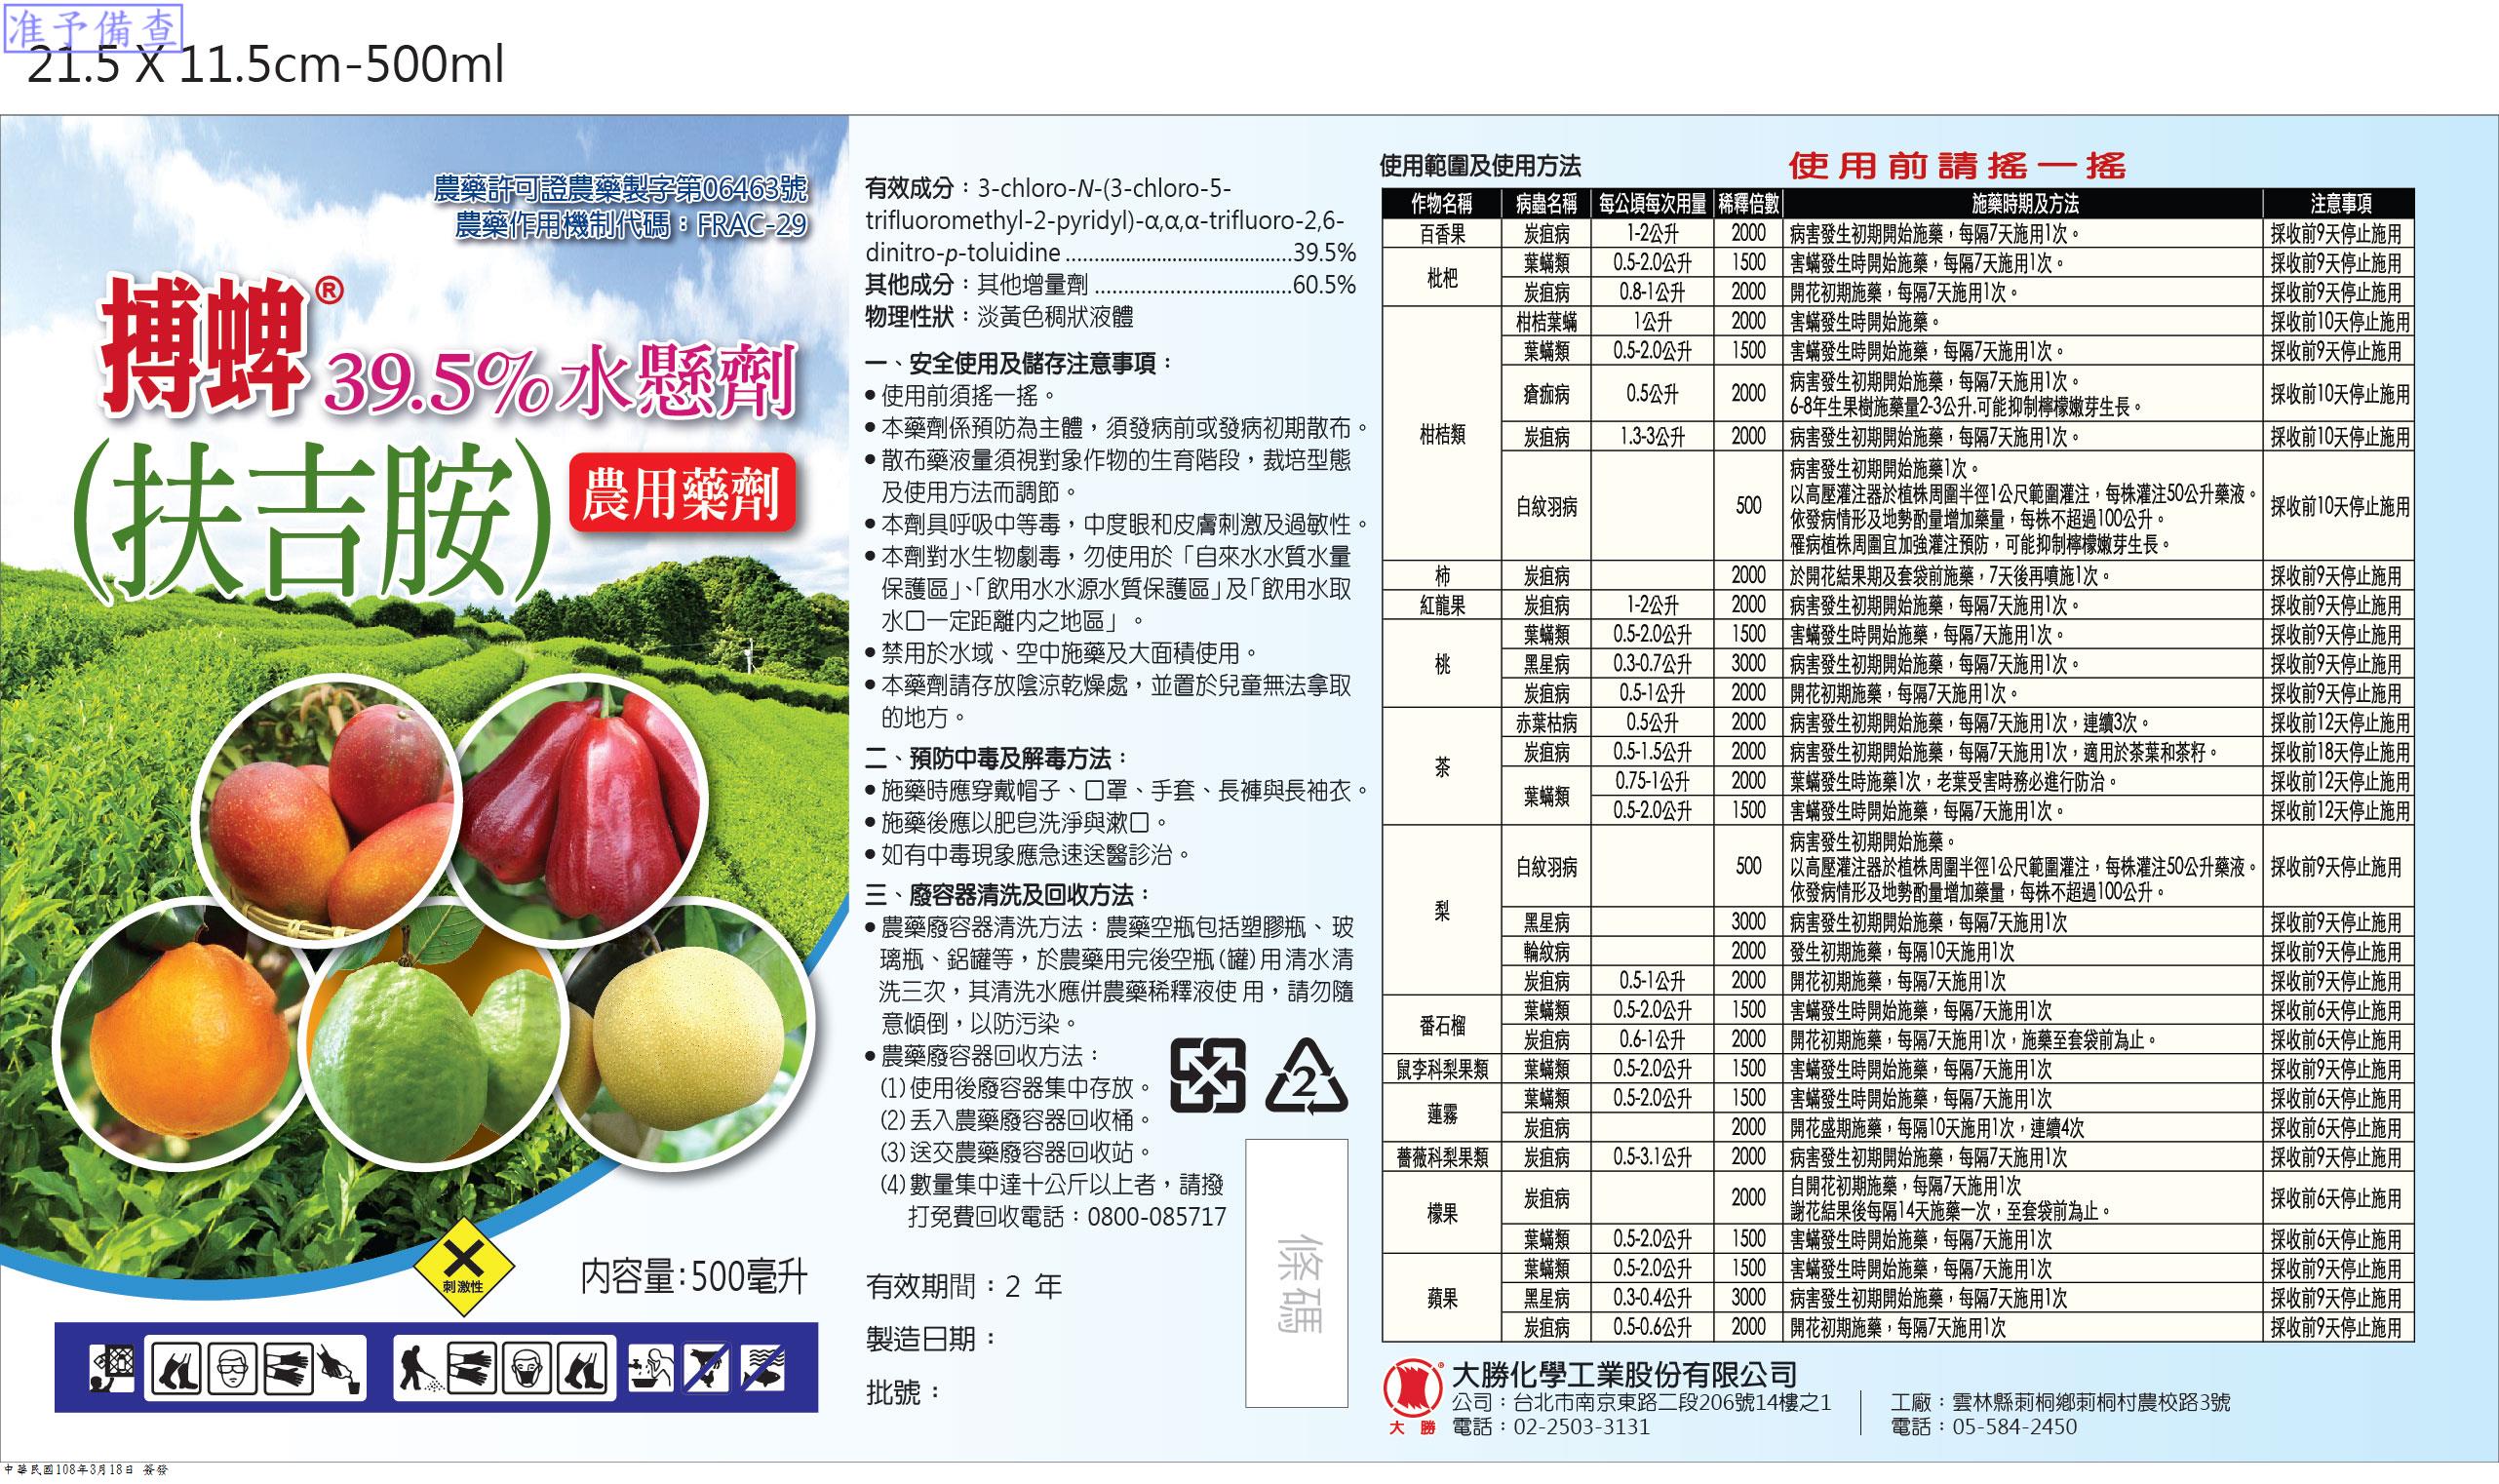 准予備查
21.5 X 11.5cm-500ml
農藥許可證農藥製字第06463號
農藥作用機制代碼：FRAC-29
搏蜱®
39.5%水懸劑
(扶吉胺)
農用藥劑
刺激性
內容量：500毫升
有效成分：3-chloro-N-(3-chloro-5-
trifluoromethyl-2-pyridyl)-α,α,α-trifluoro-2,6-
dinitro-p-toluidine ............................................39.5%
其他成分：其他增量劑 ..................................60.5%
物理性狀：淡黃色稠狀液體
一、安全使用及儲存注意事項：
●使用前須搖一搖。
●本藥劑係預防為主體，須發病前或發病初期散布。
●散布藥液量須視對象作物的生育階段，栽培型態
及使用方法而調節。
●本劑具呼吸中等毒，中度眼和皮膚刺激及過敏性。
●本劑對水生物劇毒，勿使用於「自來水水質水量
保護區」、「飲用水水源水質保護區」及「飲用水取
水口一定距離內之地區」。
●禁用於水域、空中施藥及大面積使用。
●本藥劑請存放陰涼乾燥處，並置於兒童無法拿取
的地方。
二、預防中毒及解毒方法：
●施藥時應穿戴帽子、口罩、手套、長褲與長袖衣。
●施藥後應以肥皂洗淨與漱口。
●如有中毒現象應急速送醫診治。
三、廢容器清洗及回收方法：
●農藥廢容器清洗方法：農藥空瓶包括塑膠瓶、玻
璃瓶、鋁罐等，於農藥用完後空瓶(罐)用清水清
洗三次，其清洗水應併農藥稀釋液使 用，請勿隨
意傾倒，以防污染。
●農藥廢容器回收方法：
(1)使用後廢容器集中存放。
(2)丟入農藥廢容器回收桶。
(3)送交農藥廢容器回收站。
(4)數量集中達十公斤以上者，請撥
打免費回收電話：0800-085717
2
條碼
有效期間：2 年
製造日期：
批號：
使用範圍及使用方法
使用前請搖一搖
作物名稱 病蟲名稱 每公頃每次用量 稀釋倍數 施藥時期及方法 注意事項
百香果 炭疽病 1-2公升 2000 病害發生初期開始施藥，每隔7天施用1次。 採收前9天停止施用
枇杷 葉蟎類 0.5-2.0公升 1500 害蟎發生時開始施藥，每隔7天施用1次。 採收前9天停止施用
炭疽病 0.8-1公升 2000 開花初期施藥，每隔7天施用1次。 採收前9天停止施用
柑桔類 柑桔葉蟎 1公升 2000 害蟎發生時開始施藥。 採收前10天停止施用
葉蟎類 0.5-2.0公升 1500 害蟎發生時開始施藥，每隔7天施用1次。 採收前9天停止施用
瘡痂病 0.5公升 2000 病害發生初期開始施藥，每隔7天施用1次。
6-8年生果樹施藥量2-3公升.可能抑制檸檬嫩芽生長。 採收前10天停止施用
炭疽病 1.3-3公升 2000 病害發生初期開始施藥，每隔7天施用1次。 採收前10天停止施用
白紋羽病 500 病害發生初期開始施藥1次。
以高壓灌注器於植株周圍半徑1公尺範圍灌注，每株灌注50公升藥液。
依發病情形及地勢酌量增加藥量，每株不超過100公升。
罹病植株周圍宜加強灌注預防，可能抑制檸檬嫩芽生長。 採收前10天停止施用
柿 炭疽病 2000 於開花結果期及套袋前施藥，7天後再噴施1次。 採收前9天停止施用
紅龍果 炭疽病 1-2公升 2000 病害發生初期開始施藥，每隔7天施用1次。 採收前9天停止施用
桃 葉蟎類 0.5-2.0公升 1500 害蟎發生時開始施藥，每隔7天施用1次。 採收前9天停止施用
黑星病 0.3-0.7公升 3000 病害發生初期開始施藥，每隔7天施用1次。 採收前9天停止施用
炭疽病 0.5-1公升 2000 開花初期施藥，每隔7天施用1次。 採收前9天停止施用
茶 赤葉枯病 0.5公升 2000 病害發生初期開始施藥，每隔7天施用1次，連續3次。 採收前12天停止施用
炭疽病 0.5-1.5公升 2000 病害發生初期開始施藥，每隔7天施用1次，適用於茶葉和茶籽。 採收前18天停止施用
葉蟎類 0.75-1公升 2000 葉蟎發生時施藥1次，老葉受害時務必進行防治。 採收前12天停止施用
0.5-2.0公升 1500 害蟎發生時開始施藥，每隔7天施用1次。 採收前12天停止施用
梨 白紋羽病 500 病害發生初期開始施藥。
以高壓灌注器於植株周圍半徑1公尺範圍灌注，每株灌注50公升藥液。
依發病情形及地勢酌量增加藥量，每株不超過100公升。 採收前9天停止施用
黑星病 3000 病害發生初期開始施藥，每隔7天施用1次 採收前9天停止施用
輪紋病 2000 發生初期施藥，每隔10天施用1次 採收前9天停止施用
炭疽病 0.5-1公升 2000 開花初期施藥，每隔7天施用1次 採收前9天停止施用
番石榴 葉蟎類 0.5-2.0公升 1500 害蟎發生時開始施藥，每隔7天施用1次 採收前6天停止施用
炭疽病 0.6-1公升 2000 開花初期施藥，每隔7天施用1次，施藥至套袋前為止。 採收前6天停止施用
鼠李科梨果類 葉蟎類 0.5-2.0公升 1500 害蟎發生時開始施藥，每隔7天施用1次 採收前9天停止施用
蓮霧 葉蟎類 0.5-2.0公升 1500 害蟎發生時開始施藥，每隔7天施用1次 採收前6天停止施用
炭疽病 2000 開花盛期施藥，每隔10天施用1次，連續4次 採收前6天停止施用
薔薇科梨果類 炭疽病 0.5-3.1公升 2000 病害發生初期開始施藥，每隔7天施用1次 採收前9天停止施用
檬果 炭疽病 2000 自開花初期施藥，每隔7天施用1次
謝花結果後每隔14天施藥一次，至套袋前為止。 採收前6天停止施用
葉蟎類 0.5-2.0公升 1500 害蟎發生時開始施藥，每隔7天施用1次 採收前6天停止施用
蘋果 葉蟎類 0.5-2.0公升 1500 害蟎發生時開始施藥，每隔7天施用1次 採收前9天停止施用
黑星病 0.3-0.4公升 3000 病害發生初期開始施藥，每隔7天施用1次 採收前9天停止施用
炭疽病 0.5-0.6公升 2000 開花初期施藥，每隔7天施用1次 採收前9天停止施用
大勝
大勝化學工業股份有限公司
公司：台北市南京東路二段206號14樓之1
電話：02-2503-3131
工廠：雲林縣莿桐鄉莿桐村農校路3號
電話：05-584-2450
中華民國108年3月18日 簽發